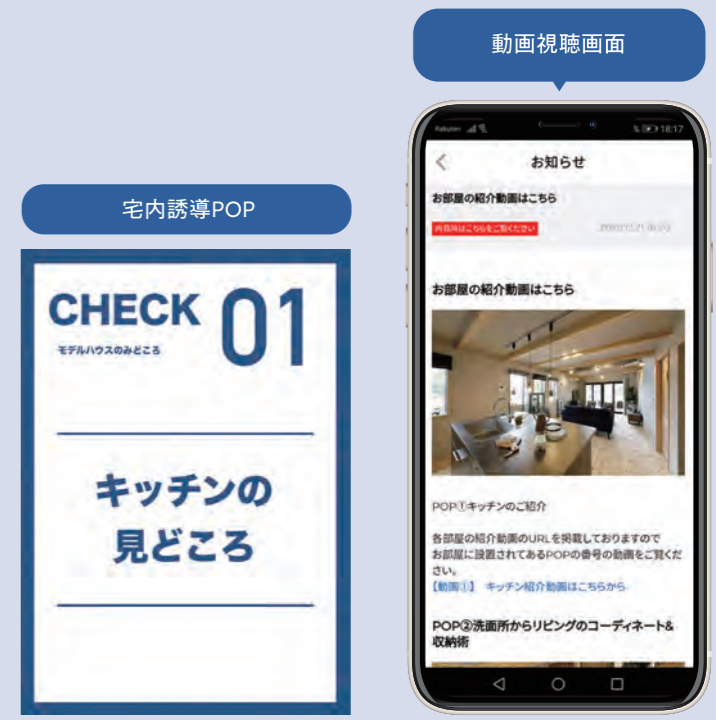 動画視聴画面
宅内誘導POP
CHECK 01
モデルハウスのみどころ
キッチンの
見どころ
Rakuten
18:17
お知らせ
お部屋の紹介動画はこちら
お部屋の紹介動画はこちら
POP①キッチンのご紹介
各部屋の紹介動画のURLを掲載しておりますので
お部屋に設置されてあるPOPの番号の動画をご覧くだ
さい。
【動画①】 キッチン紹介動画はこちらから
POP②洗面所からリビングのコーディネート&
収納術